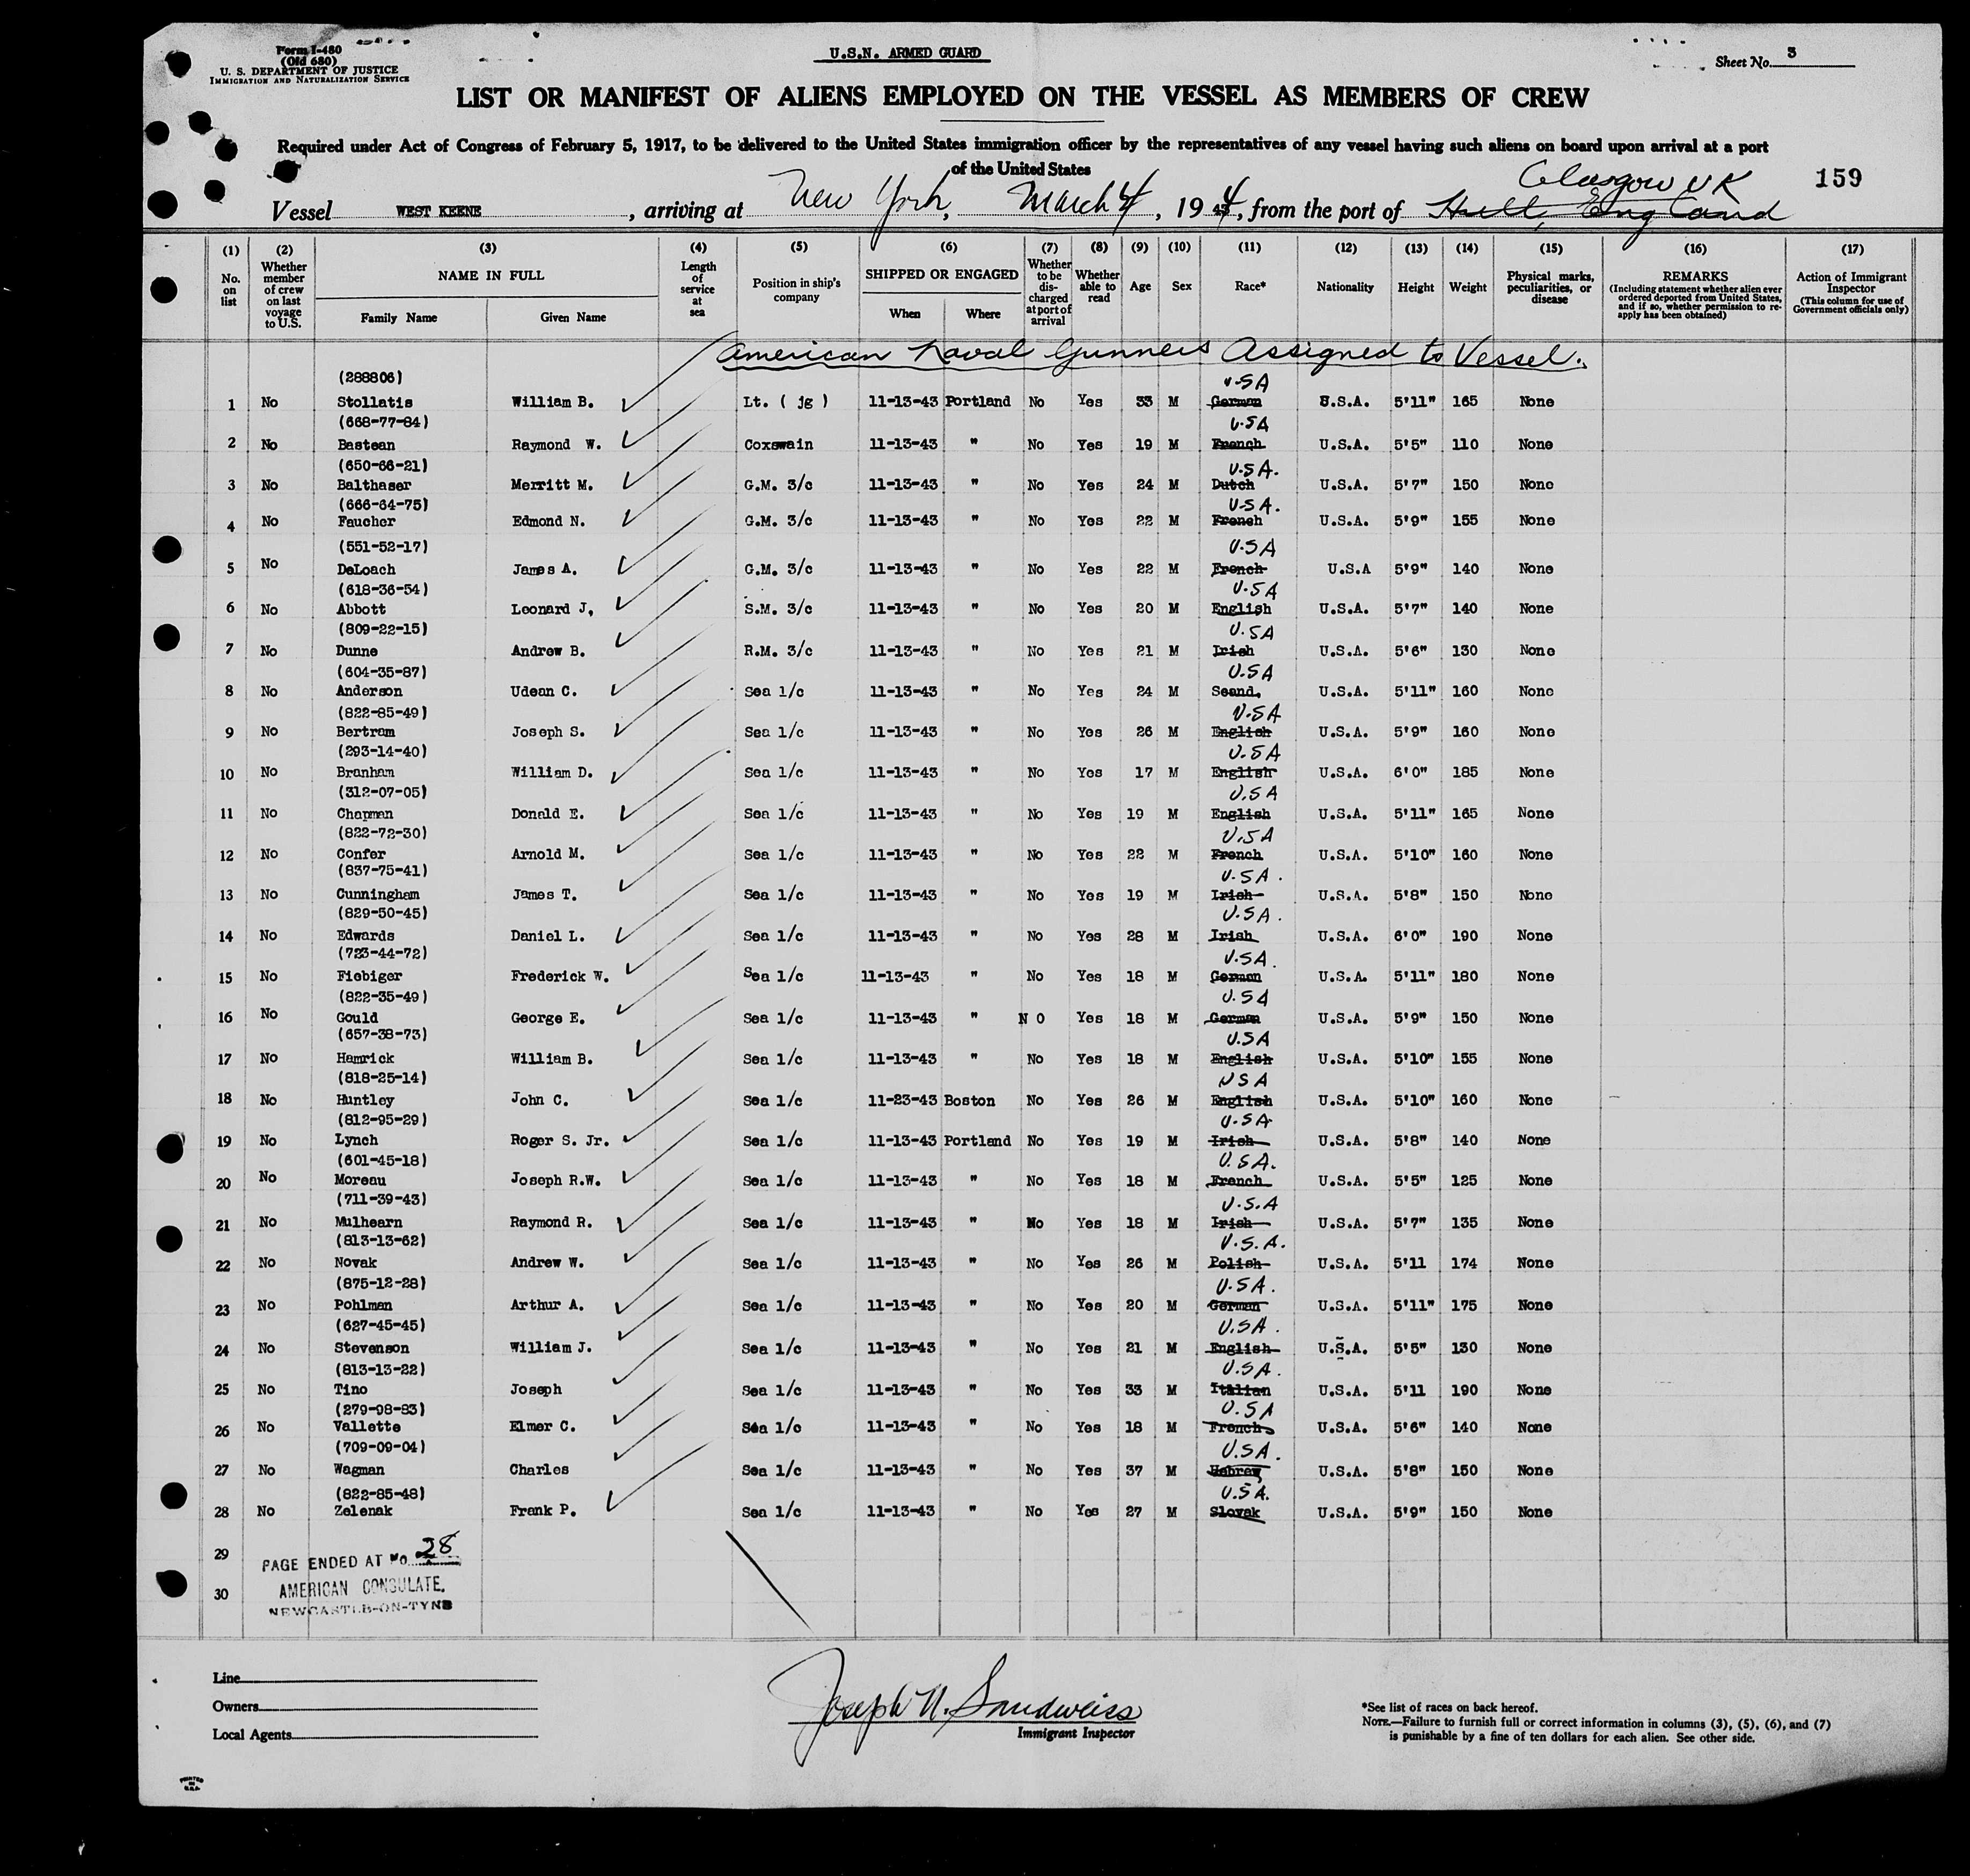 Form I-480
(Old 680)
U. S. DEPARTMENT OF JUSTICE
IMMIGRATION AND NATURALIZATION SERVICE
U.S.N. ARMED GUARD
Sheet No. 3
LIST OR MANIFEST OF ALIENS EMPLOYED ON THE VESSEL AS MEMBERS OF CREW
Required under Act of Congress of February 5, 1917, to be delivered to the United States immigration officer by the representatives of any vessel having such aliens on board upon arrival at a port
of the United States
Glasgow UK
159
Vessel WEST KEENE, arriving at New York, March 4, 1944, from the port of Hull, England
(1) (2) (3) (4) (5) (6) (7) (8) (9) (10) (11) (12) (13) (14) (15) (16) (17)
No. on list
Whether member of crew on last voyage to U.S.
NAME IN FULL
Family Name
Given Name
Length of service at sea
Position in ship's company
SHIPPED OR ENGAGED
When
Where
Whether to be discharged at port of arrival
Whether able to read
Age
Sex
Race*
Nationality
Height
Weight
Physical marks, peculiarities, or disease
REMARKS
(Including statement whether alien ever ordered deported from United States, and if so, whether permission to re-apply has been obtained)
Action of Immigrant Inspector
(This column for use of Government officials only)
American Naval Gunners Assigned to Vessel.
(288806) U.S.A
1 No Stollatis William B. Lt. ( jg ) 11-13-43 Portland No Yes 33 M German U.S.A. 5'11" 165 None
(668-77-84) U.S.A
2 No Bastean Raymond W. Coxswain 11-13-43 " No Yes 19 M French U.S.A. 5'5" 110 None
(650-66-21) U.S.A.
3 No Balthaser Merritt M. G.M. 3/c 11-13-43 " No Yes 24 M Dutch U.S.A. 5'7" 150 None
(666-64-75) U.S.A.
4 No Faucher Edmond N. G.M. 3/c 11-13-43 " No Yes 22 M French U.S.A. 5'9" 155 None
(551-52-17) U.S.A
5 No DeLoach James A. G.M. 3/c 11-13-43 " No Yes 22 M French U.S.A 5'9" 140 None
(618-36-54) U.S.A
6 No Abbott Leonard J, S.M. 3/c 11-13-43 " No Yes 20 M English U.S.A. 5'7" 140 None
(809-22-15) U.S.A
7 No Dunne Andrew B. R.M. 3/c 11-13-43 " No Yes 21 M Irish U.S.A. 5'6" 130 None
(604-35-87) U.S.A
8 No Anderson Udean C. Sea 1/c 11-13-43 " No Yes 24 M Scand. U.S.A. 5'11" 160 None
(822-85-49) U.S.A
9 No Bertram Joseph S. Sea 1/c 11-13-43 " No Yes 26 M English U.S.A. 5'9" 160 None
(293-14-40) U.S.A
10 No Branham William D. Sea 1/c 11-13-43 " No Yes 17 M English U.S.A. 6'0" 185 None
(312-07-05) U.S.A
11 No Chapman Donald E. Sea 1/c 11-13-43 " No Yes 19 M English U.S.A. 5'11" 165 None
(822-72-30) U.S.A
12 No Confer Arnold M. Sea 1/c 11-13-43 " No Yes 22 M French U.S.A. 5'10" 160 None
(837-75-41) U.S.A.
13 No Cunningham James T. Sea 1/c 11-13-43 " No Yes 19 M Irish U.S.A. 5'8" 150 None
(829-50-45) U.S.A.
14 No Edwards Daniel L. Sea 1/c 11-13-43 " No Yes 28 M Irish U.S.A. 6'0" 190 None
(723-44-72) U.S.A.
15 No Fiebiger Frederick W. Sea 1/c 11-13-43 " No Yes 18 M German U.S.A. 5'11" 180 None
(822-35-49) U.S.A
16 No Gould George E. Sea 1/c 11-13-43 " N O Yes 18 M German U.S.A. 5'9" 150 None
(657-38-73) U.S.A
17 No Hamrick William B. Sea 1/c 11-13-43 " No Yes 18 M English U.S.A. 5'10" 155 None
(818-25-14) USA
18 No Huntley John C. Sea 1/c 11-23-43 Boston No Yes 26 M English U.S.A. 5'10" 160 None
(812-95-29) U.S.A
19 No Lynch Roger S. Jr. Sea 1/c 11-13-43 Portland No Yes 19 M Irish U.S.A. 5'8" 140 None
(601-45-18) U.S.A.
20 No Moreau Joseph R.W. Sea 1/c 11-13-43 " No Yes 18 M French U.S.A. 5'5" 125 None
(711-39-43) U.S.A
21 No Mulhearn Raymond R. Sea 1/c 11-13-43 " No Yes 18 M Irish U.S.A. 5'7" 135 None
(813-13-62) U.S.A.
22 No Novak Andrew W. Sea 1/c 11-13-43 " No Yes 26 M Polish U.S.A. 5'11 174 None
(875-12-28) U.S.A.
23 No Pohlman Arthur A. Sea 1/c 11-13-43 " No Yes 20 M German U.S.A. 5'11" 175 None
(627-45-45) U.S.A.
24 No Stevenson William J. Sea 1/c 11-13-43 " No Yes 21 M English U.S.A. 5'5" 130 None
(813-13-22) U.S.A.
25 No Tino Joseph Sea 1/c 11-13-43 " No Yes 33 M Italian U.S.A. 5'11 190 None
(279-98-83) U.S.A
26 No Vallette Elmer C. Sea 1/c 11-13-43 " No Yes 18 M French U.S.A. 5'6" 140 None
(709-09-04) U.S.A.
27 No Wagman Charles Sea 1/c 11-13-43 " No Yes 37 M Hebrew U.S.A. 5'8" 150 None
(822-85-48) U.S.A.
28 No Zelenak Frank P. Sea 1/c 11-13-43 " No Yes 27 M Slovak U.S.A. 5'9" 150 None
29
PAGE ENDED AT No. 28
30
AMERICAN CONSULATE.
NEWCASTLE-ON-TYNE
Line
Owners
Local Agents
Joseph N. Sandweiss
Immigrant Inspector
*See list of races on back hereof.
NOTE.—Failure to furnish full or correct information in columns (3), (5), (6), and (7)
is punishable by a fine of ten dollars for each alien. See other side.
PRINTED
IN
U.S.A.